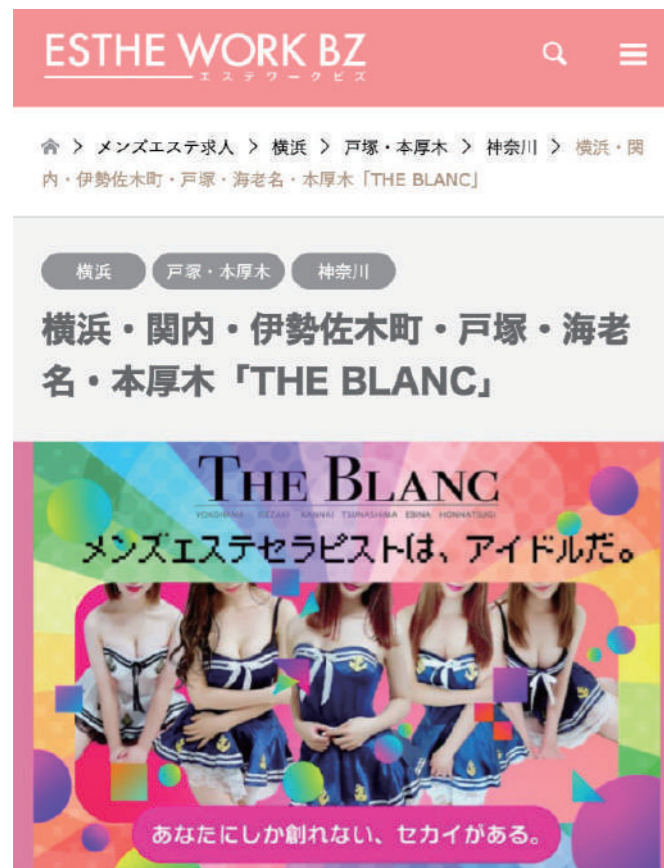 ESTHE WORK BZ
エステワークビズ
メンズエステ求人 > 横浜 > 戸塚・本厚木 > 神奈川 > 横浜・関
内・伊勢佐木町・戸塚・海老名・本厚木「THE BLANC」
横浜 戸塚・本厚木 神奈川
横浜・関内・伊勢佐木町・戸塚・海老
名・本厚木「THE BLANC」
THE BLANC
YOKOHAMA ISEZAKI KANNAI TSUNASHIMA EBINA HONNATSUGI
メンズエステセラピストは、アイドルだ。
あなたにしか創れない、セカイがある。